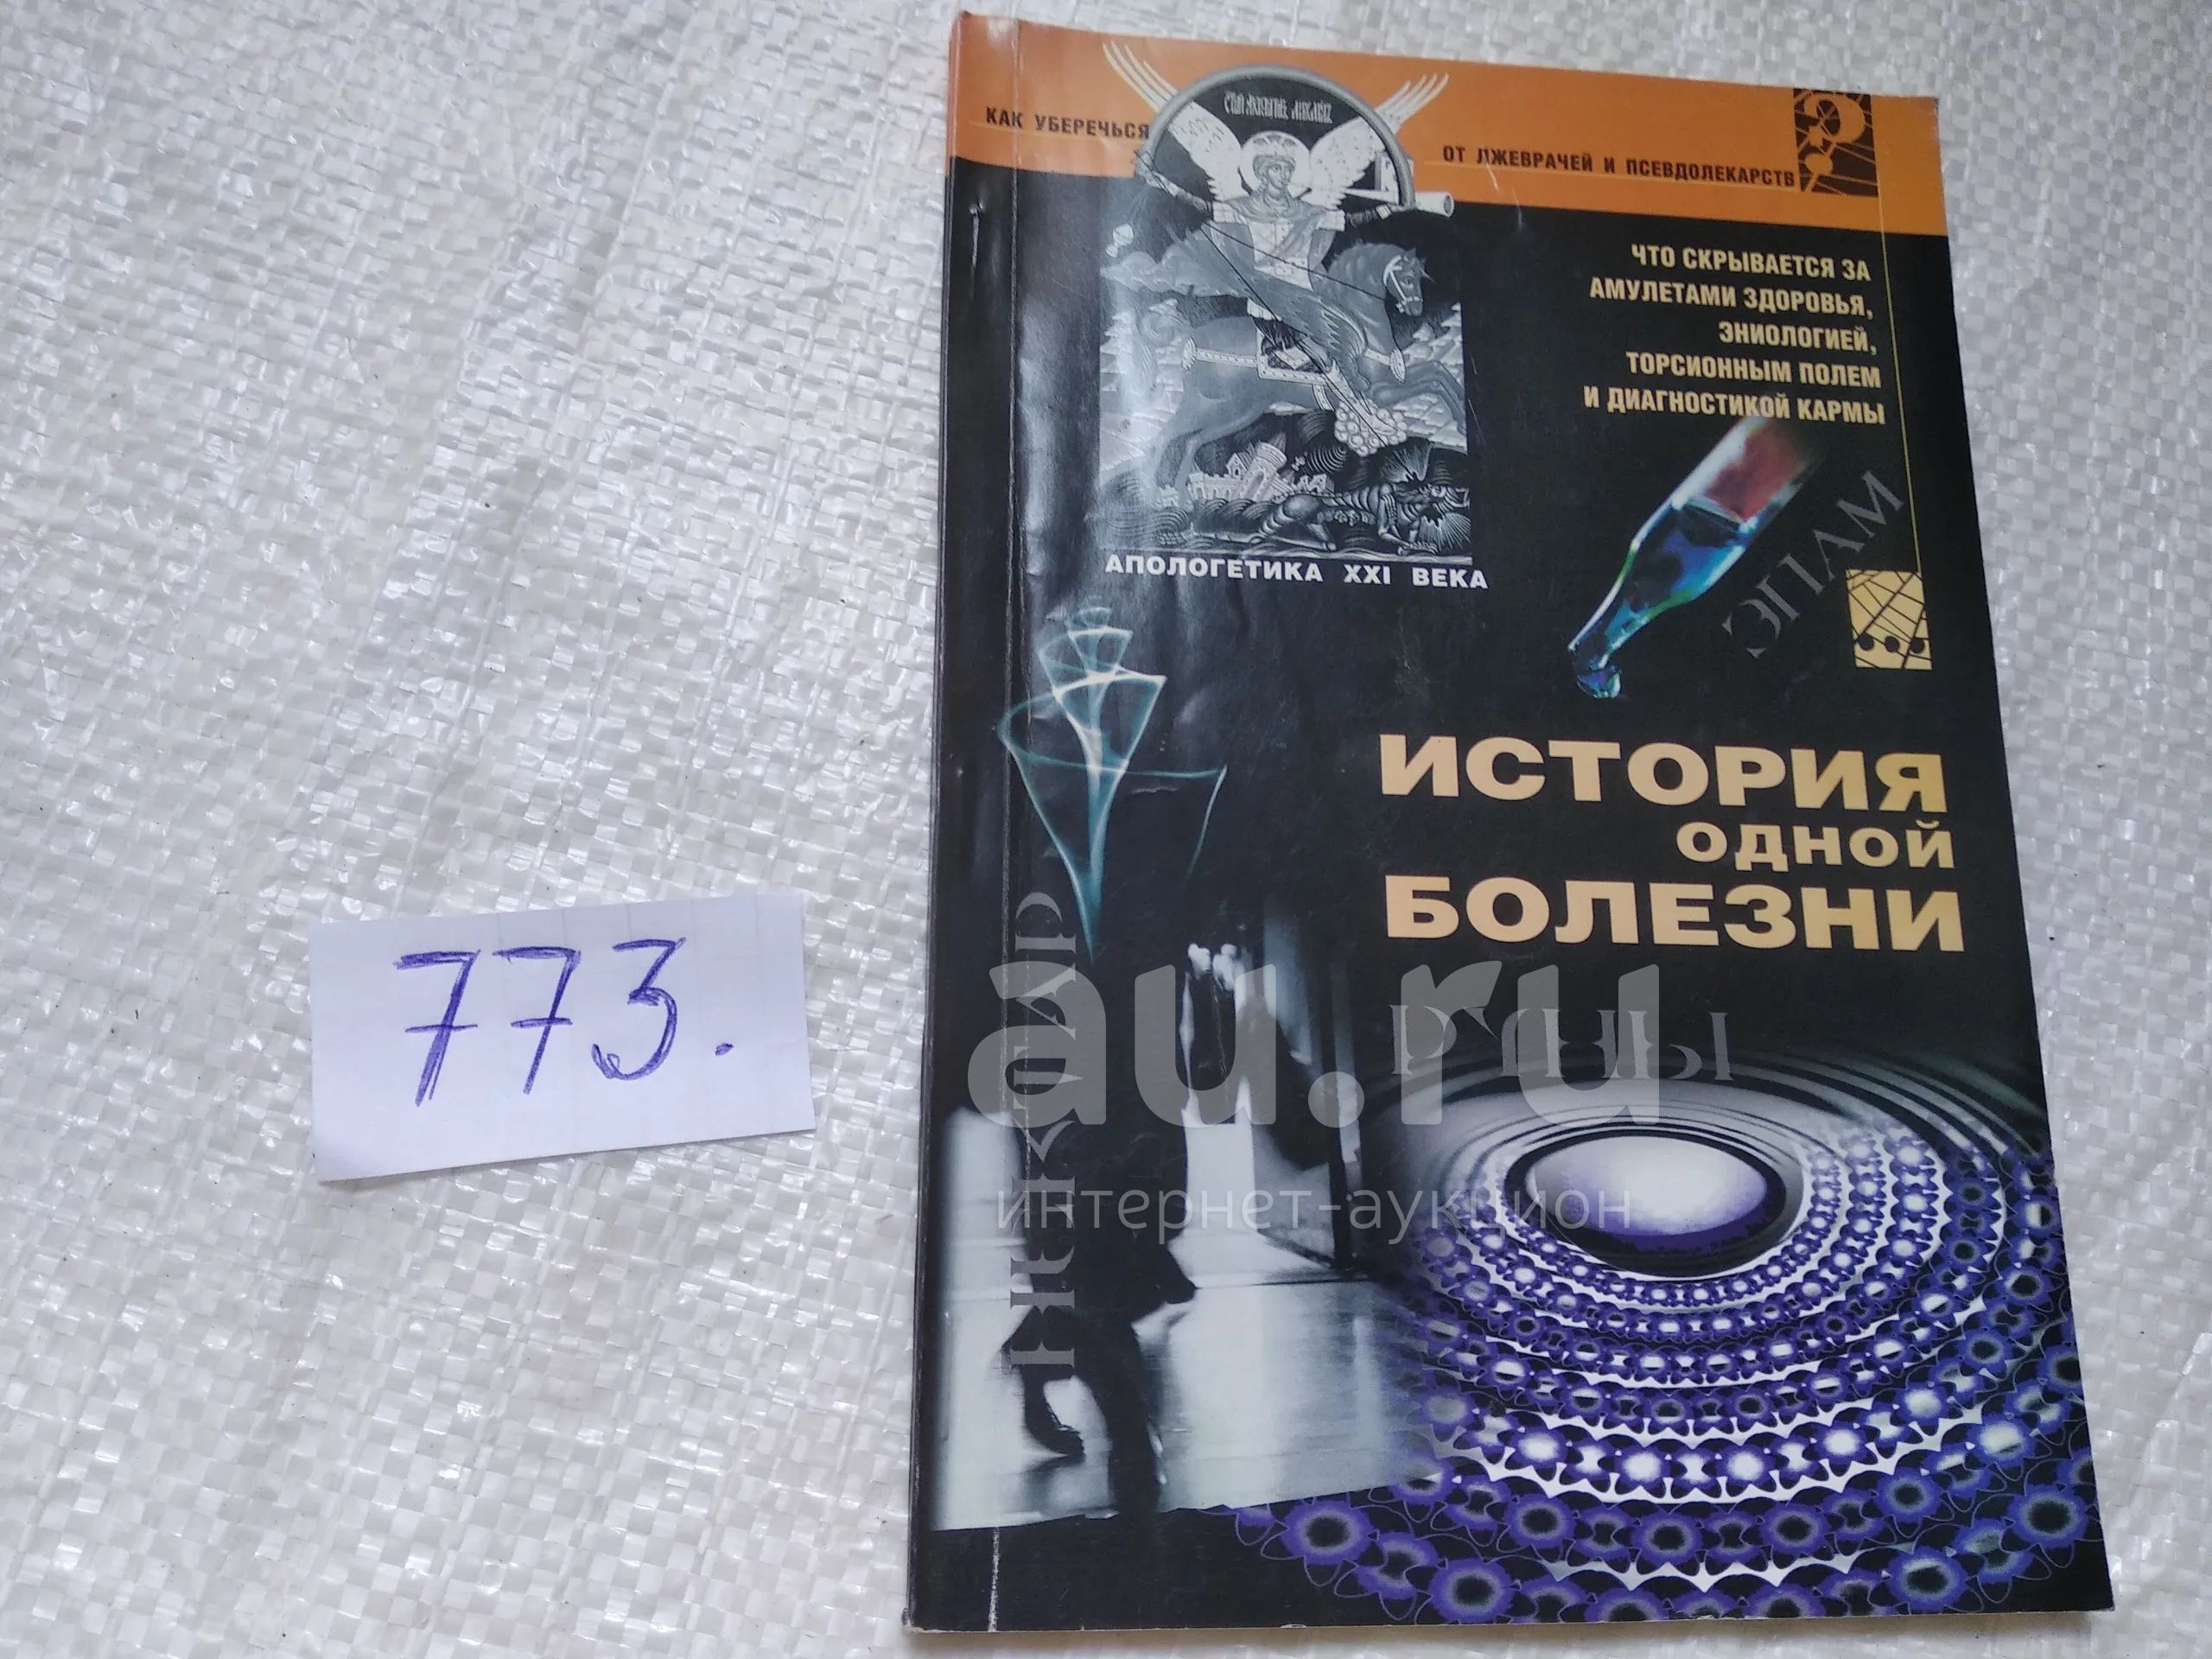 КАК УБЕРЕЧЬСЯ
ОТ ЛЖЕВРАЧЕЙ И ПСЕВДОЛЕКАРСТВ
?
ЧТО СКРЫВАЕТСЯ ЗА
АМУЛЕТАМИ ЗДОРОВЬЯ,
ЭНИОЛОГИЕЙ,
ТОРСИОННЫМ ПОЛЕМ
И ДИАГНОСТИКОЙ КАРМЫ
АПОЛОГЕТИКА XXI ВЕКА
ЭПАМ
ИСТОРИЯ
ОДНОЙ
БОЛЕЗНИ
773.
au.ru
интернет-аукцион